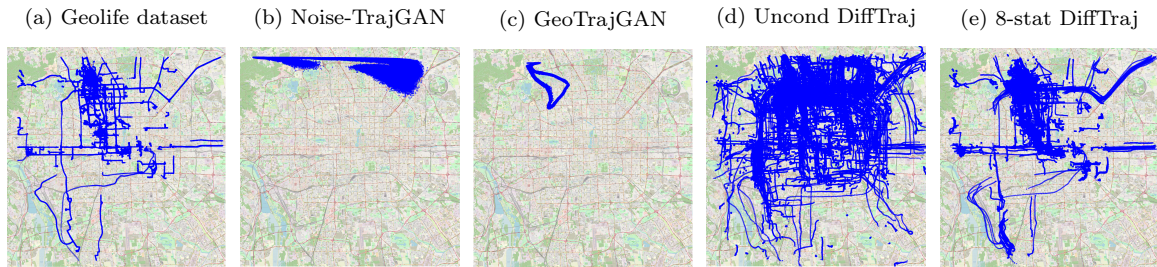 (a) Geolife dataset
(b) Noise-TrajGAN
(c) GeoTrajGAN
(d) Uncond DiffTraj
(e) 8-stat DiffTraj